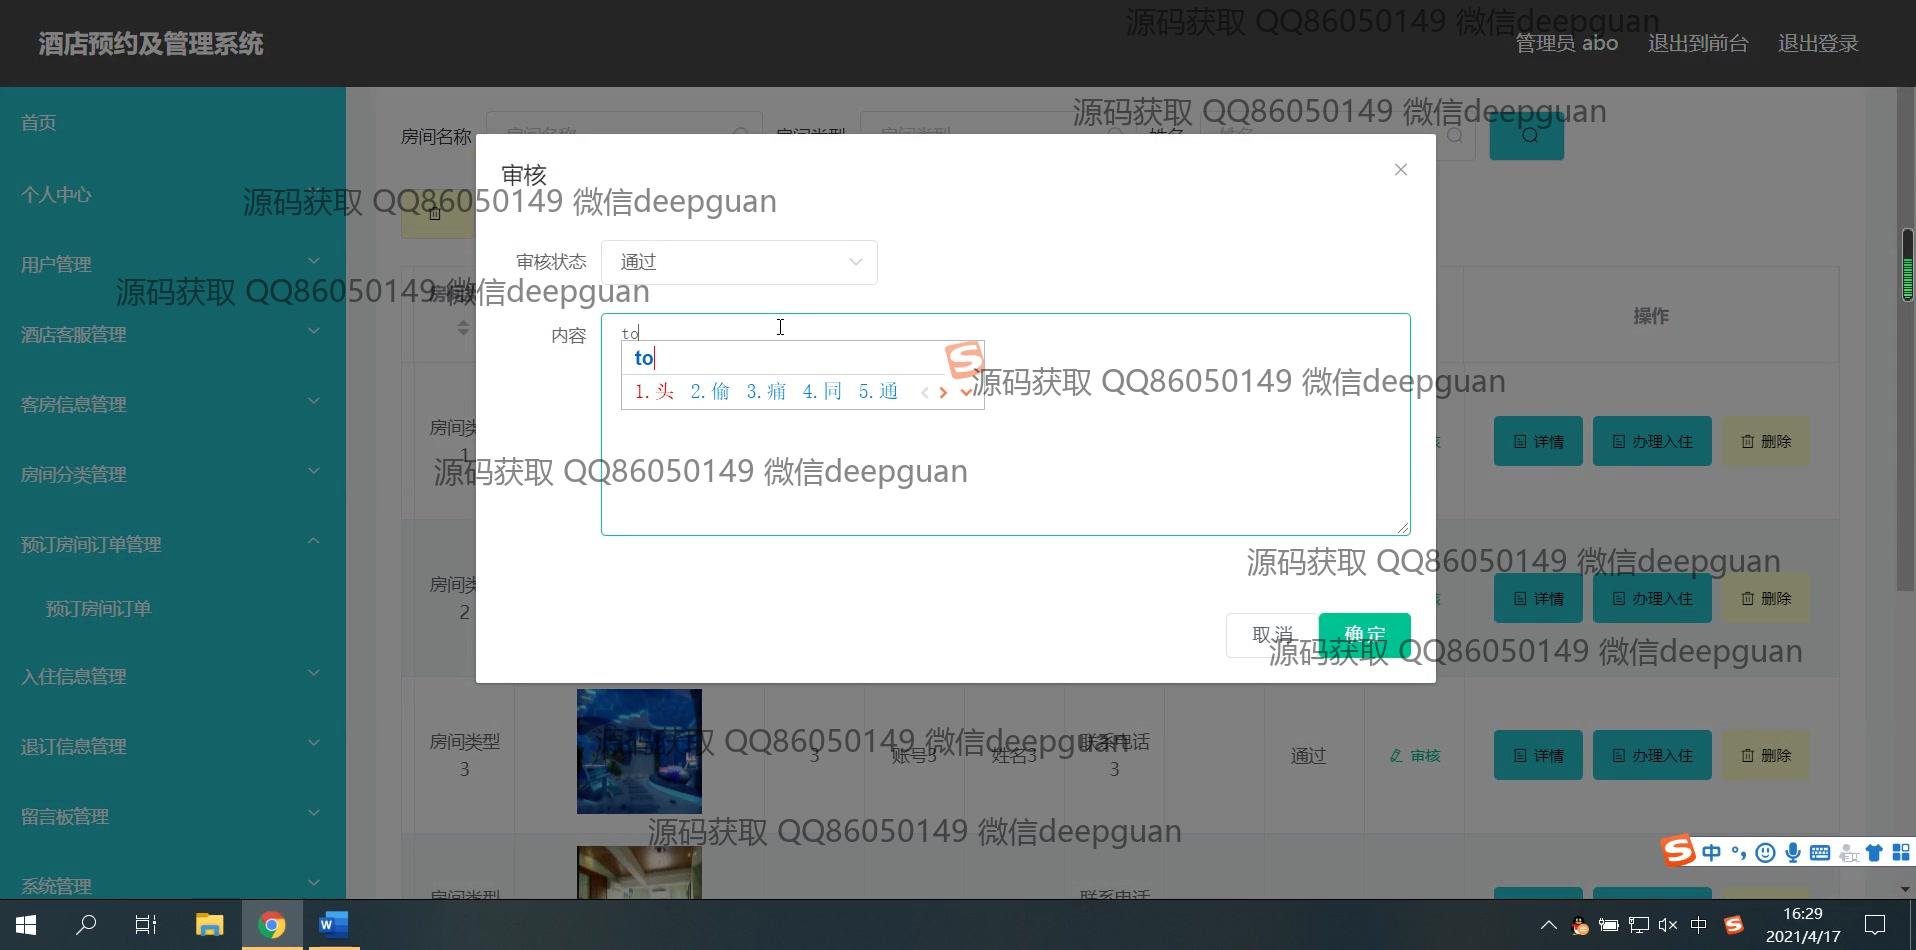 源码获取 QQ86050149 微信deepguan
酒店预约及管理系统
管理员 abo 退出到前台 退出登录
首页
源码获取 QQ86050149 微信deepguan
房间名称 房间名称 房间类型 房间类型 姓名 姓名
审核
个人中心
源码获取 QQ86050149 微信deepguan
用户管理
审核状态 通过
源码获取 QQ86050149 微信deepguan
操作
酒店客服管理
内容 to
to
1.头 2.偷 3.痛 4.同 5.通
源码获取 QQ86050149 微信deepguan
客房信息管理
房间类
1
详情 办理入住 删除
房间分类管理
源码获取 QQ86050149 微信deepguan
预订房间订单管理
源码获取 QQ86050149 微信deepguan
房间类
2
详情 办理入住 删除
预订房间订单
取消 确定
源码获取 QQ86050149 微信deepguan
入住信息管理
退订信息管理
源码获取 QQ86050149 微信deepguan
房间类型
3
3 账号3 姓名3
联系电话
3
通过 审核 详情 办理入住 删除
留言板管理
源码获取 QQ86050149 微信deepguan
中
系统管理
房间类型
联系电话
中
16:29
2021/4/17